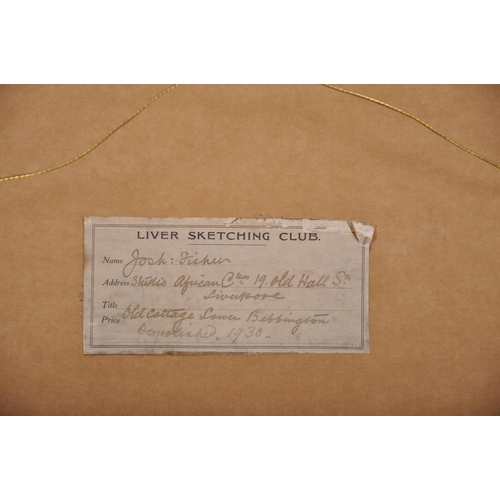 LIVER SKETCHING CLUB.
Name Josh: Fisher
Address Studio African Chrs 19. Old Hall St
Liverpool
Title Old Cottage Lower Bebbington
Price Demolished. 1930.